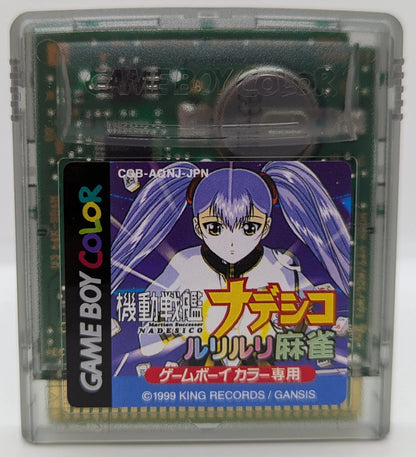 GAME BOY COLOR
CGB-AQNJ-JPN
GAME BOY COLOR
機動戦艦
ナデシコ
Martian Successor
NADESICO
ルリルリ麻雀
ゲームボーイカラー専用
©1999 KING RECORDS / GANSIS